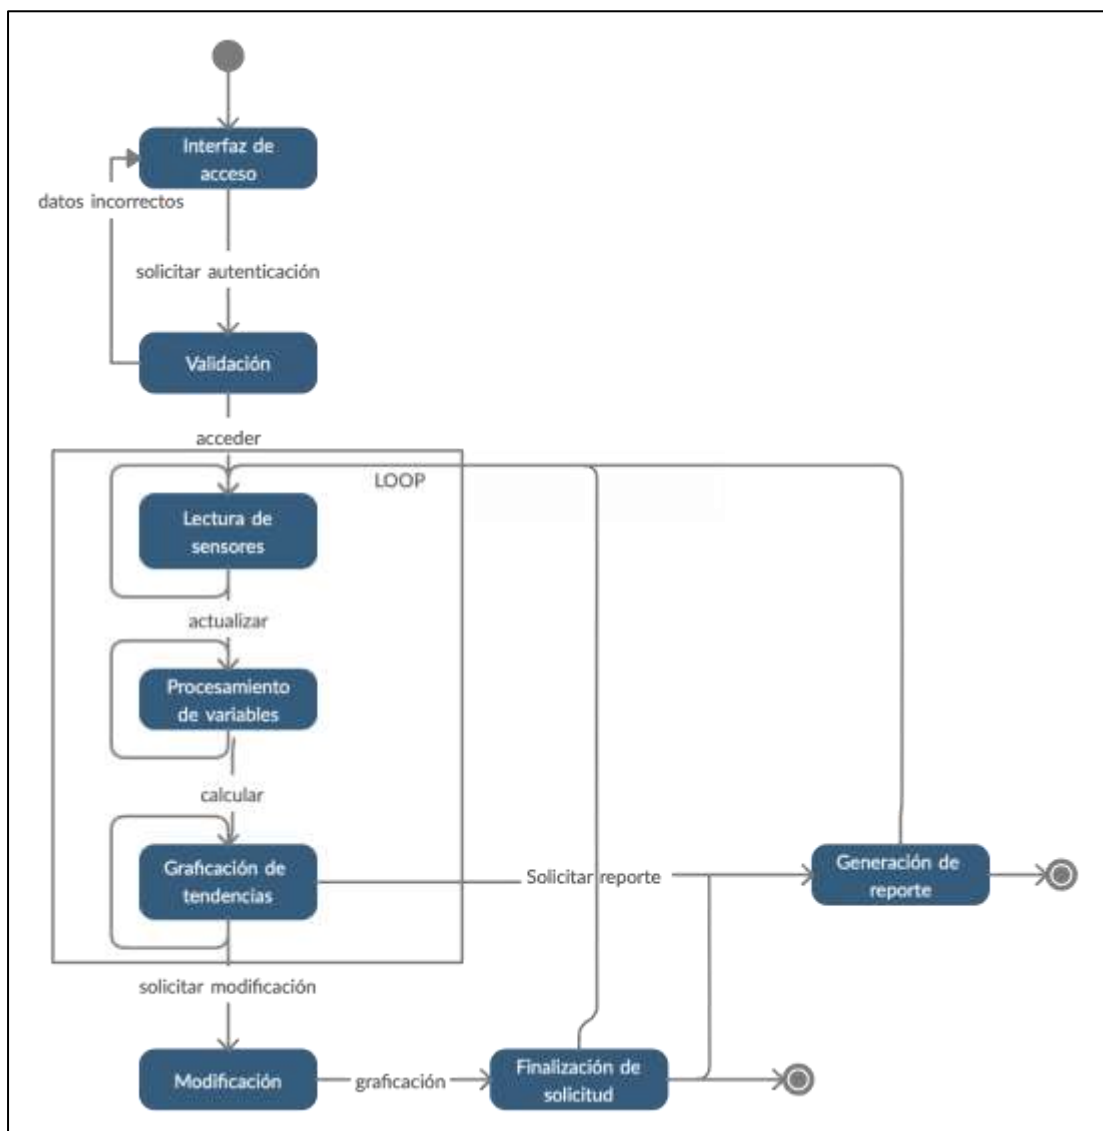 Interfaz de
acceso
datos incorrectos
solicitar autenticación
Validación
acceder
LOOP
Lectura de
sensores
actualizar
Procesamiento
de variables
calcular
Graficación de
tendencias
Solicitar reporte
Generación de
reporte
solicitar modificación
Modificación
graficación
Finalización de
solicitud